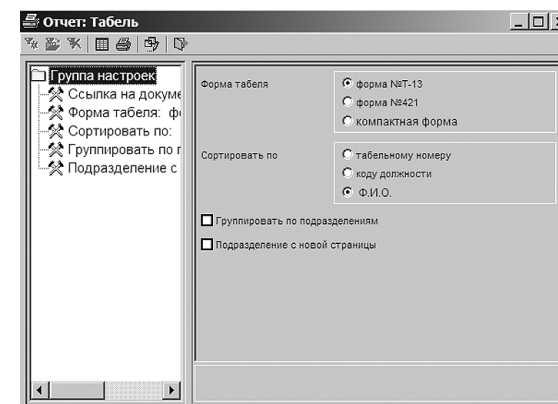 Отчет: Табель
Группа настроек
Ссылка на докуме
Форма табеля: ф
Сортировать по:
Группировать по п
Подразделение с
Форма табеля
форма №Т-13
форма №421
компактная форма
Сортировать по
табельному номеру
коду должности
Ф.И.О.
Группировать по подразделениям
Подразделение с новой страницы